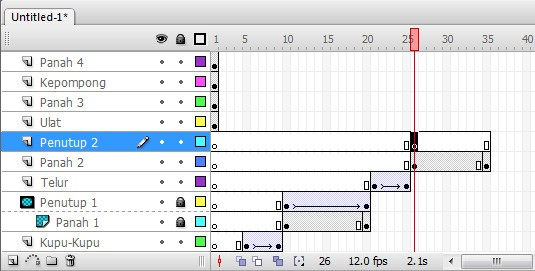 Untitled-1*
1 5 10 15 20 25 30 35 40
Panah 4
Kepompong
Panah 3
Ulat
Penutup 2
Panah 2
Telur
Penutup 1
Panah 1
Kupu-Kupu
26 12.0 fps 2.1s